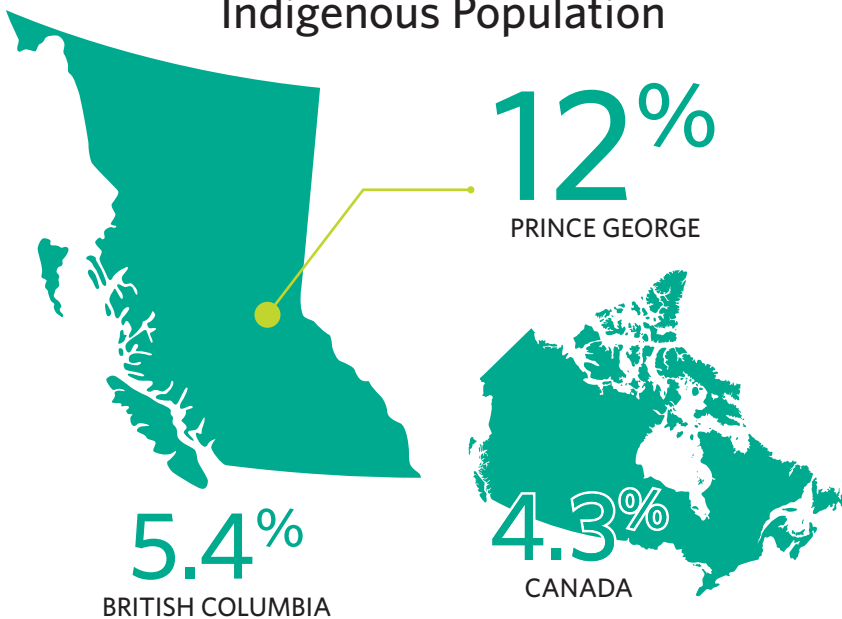 Indigenous Population
12%
PRINCE GEORGE
5.4%
BRITISH COLUMBIA
4.3%
CANADA